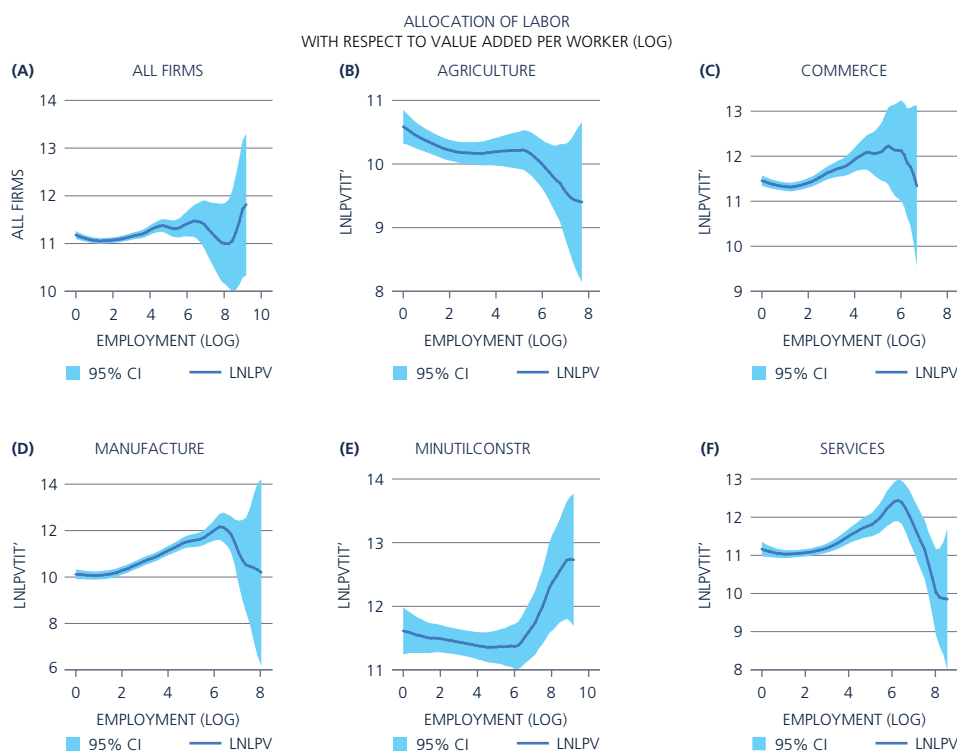 ALLOCATION OF LABOR
WITH RESPECT TO VALUE ADDED PER WORKER (LOG)
(A) ALL FIRMS
ALL FIRMS
14
13
12
11
10
0 2 4 6 8 10
EMPLOYMENT (LOG)
95% CI LNLPV
(B) AGRICULTURE
LNLPVTIT’
11
10
9
8
0 2 4 6 8
EMPLOYMENT (LOG)
95% CI LNLPV
(C) COMMERCE
LNLPVTIT’
13
12
11
10
9
0 2 4 6 8
EMPLOYMENT (LOG)
95% CI LNLPV
(D) MANUFACTURE
LNLPVTIT’
14
12
10
8
6
0 2 4 6 8
EMPLOYMENT (LOG)
95% CI LNLPV
(E) MINUTILCONSTR
LNLPVTIT’
14
13
12
11
0 2 4 6 8 10
EMPLOYMENT (LOG)
95% CI LNLPV
(F) SERVICES
LNLPVTIT’
13
12
11
10
9
8
0 2 4 6 8
EMPLOYMENT (LOG)
95% CI LNLPV